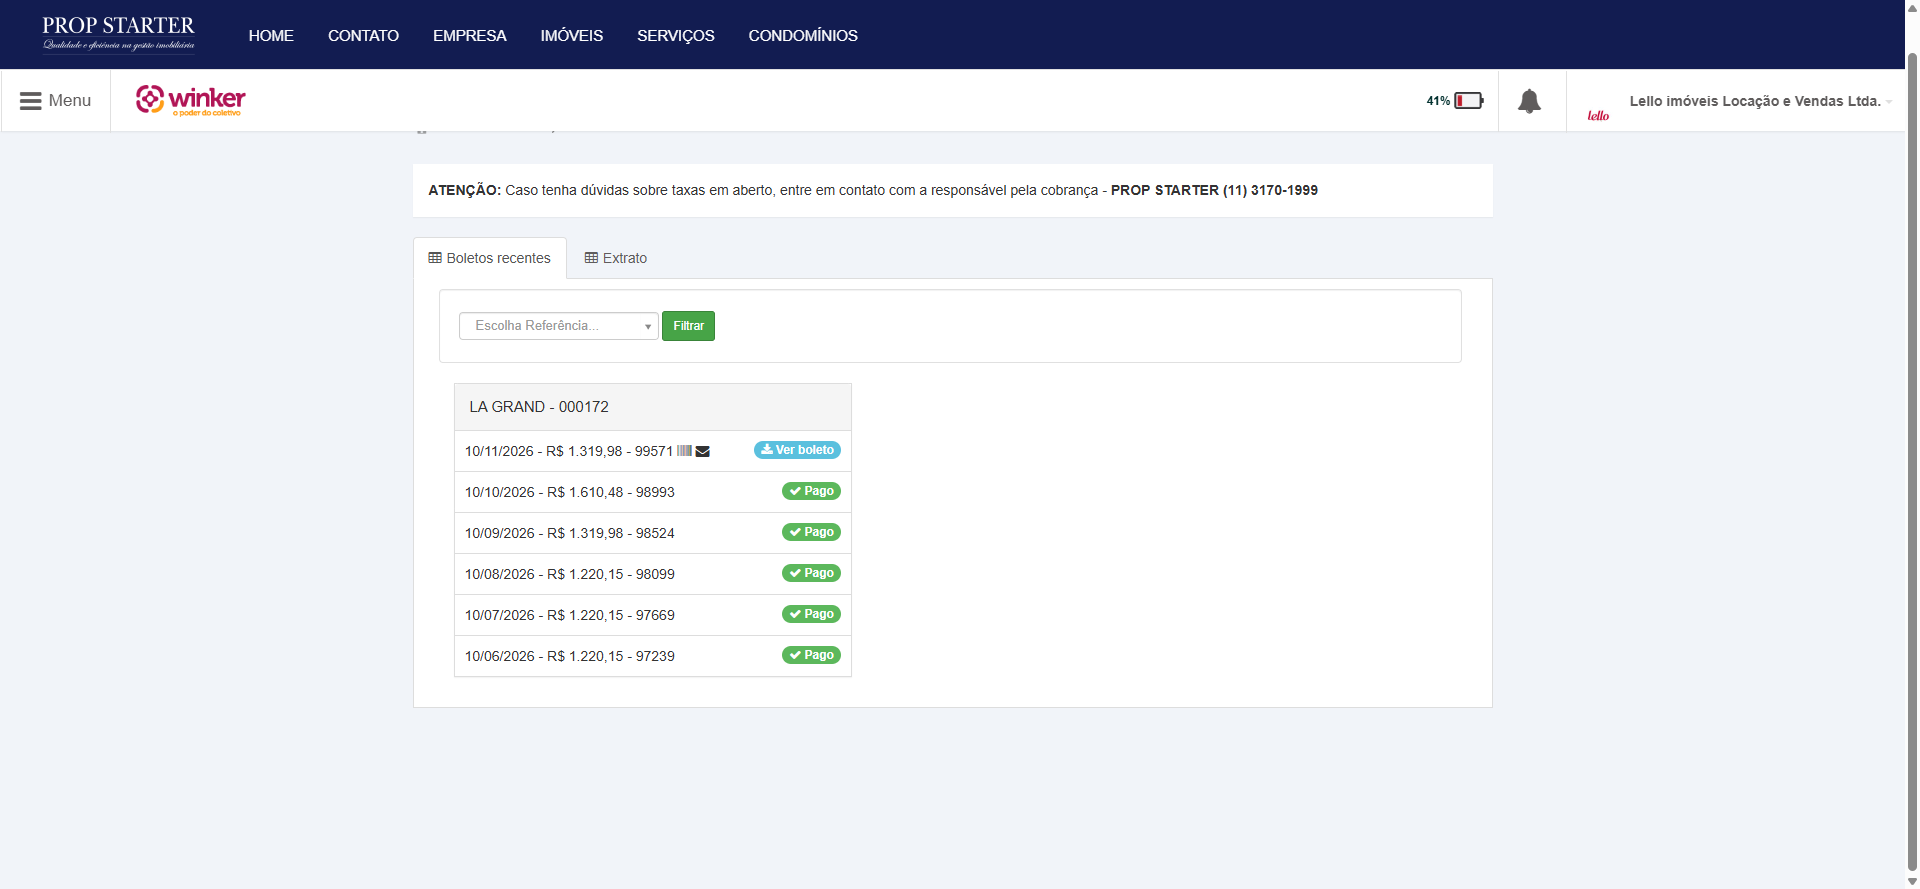 PROP STARTER
Qualidade e eficiência na gestão imobiliária
HOME CONTATO EMPRESA IMÓVEIS SERVIÇOS CONDOMÍNIOS
Menu
winker
o poder do coletivo
41%
lello
Lello imóveis Locação e Vendas Ltda.
ATENÇÃO: Caso tenha dúvidas sobre taxas em aberto, entre em contato com a responsável pela cobrança - PROP STARTER (11) 3170-1999
Boletos recentes Extrato
Escolha Referência... Filtrar
LA GRAND - 000172
10/11/2026 - R$ 1.319,98 - 99571 Ver boleto
10/10/2026 - R$ 1.610,48 - 98993 Pago
10/09/2026 - R$ 1.319,98 - 98524 Pago
10/08/2026 - R$ 1.220,15 - 98099 Pago
10/07/2026 - R$ 1.220,15 - 97669 Pago
10/06/2026 - R$ 1.220,15 - 97239 Pago